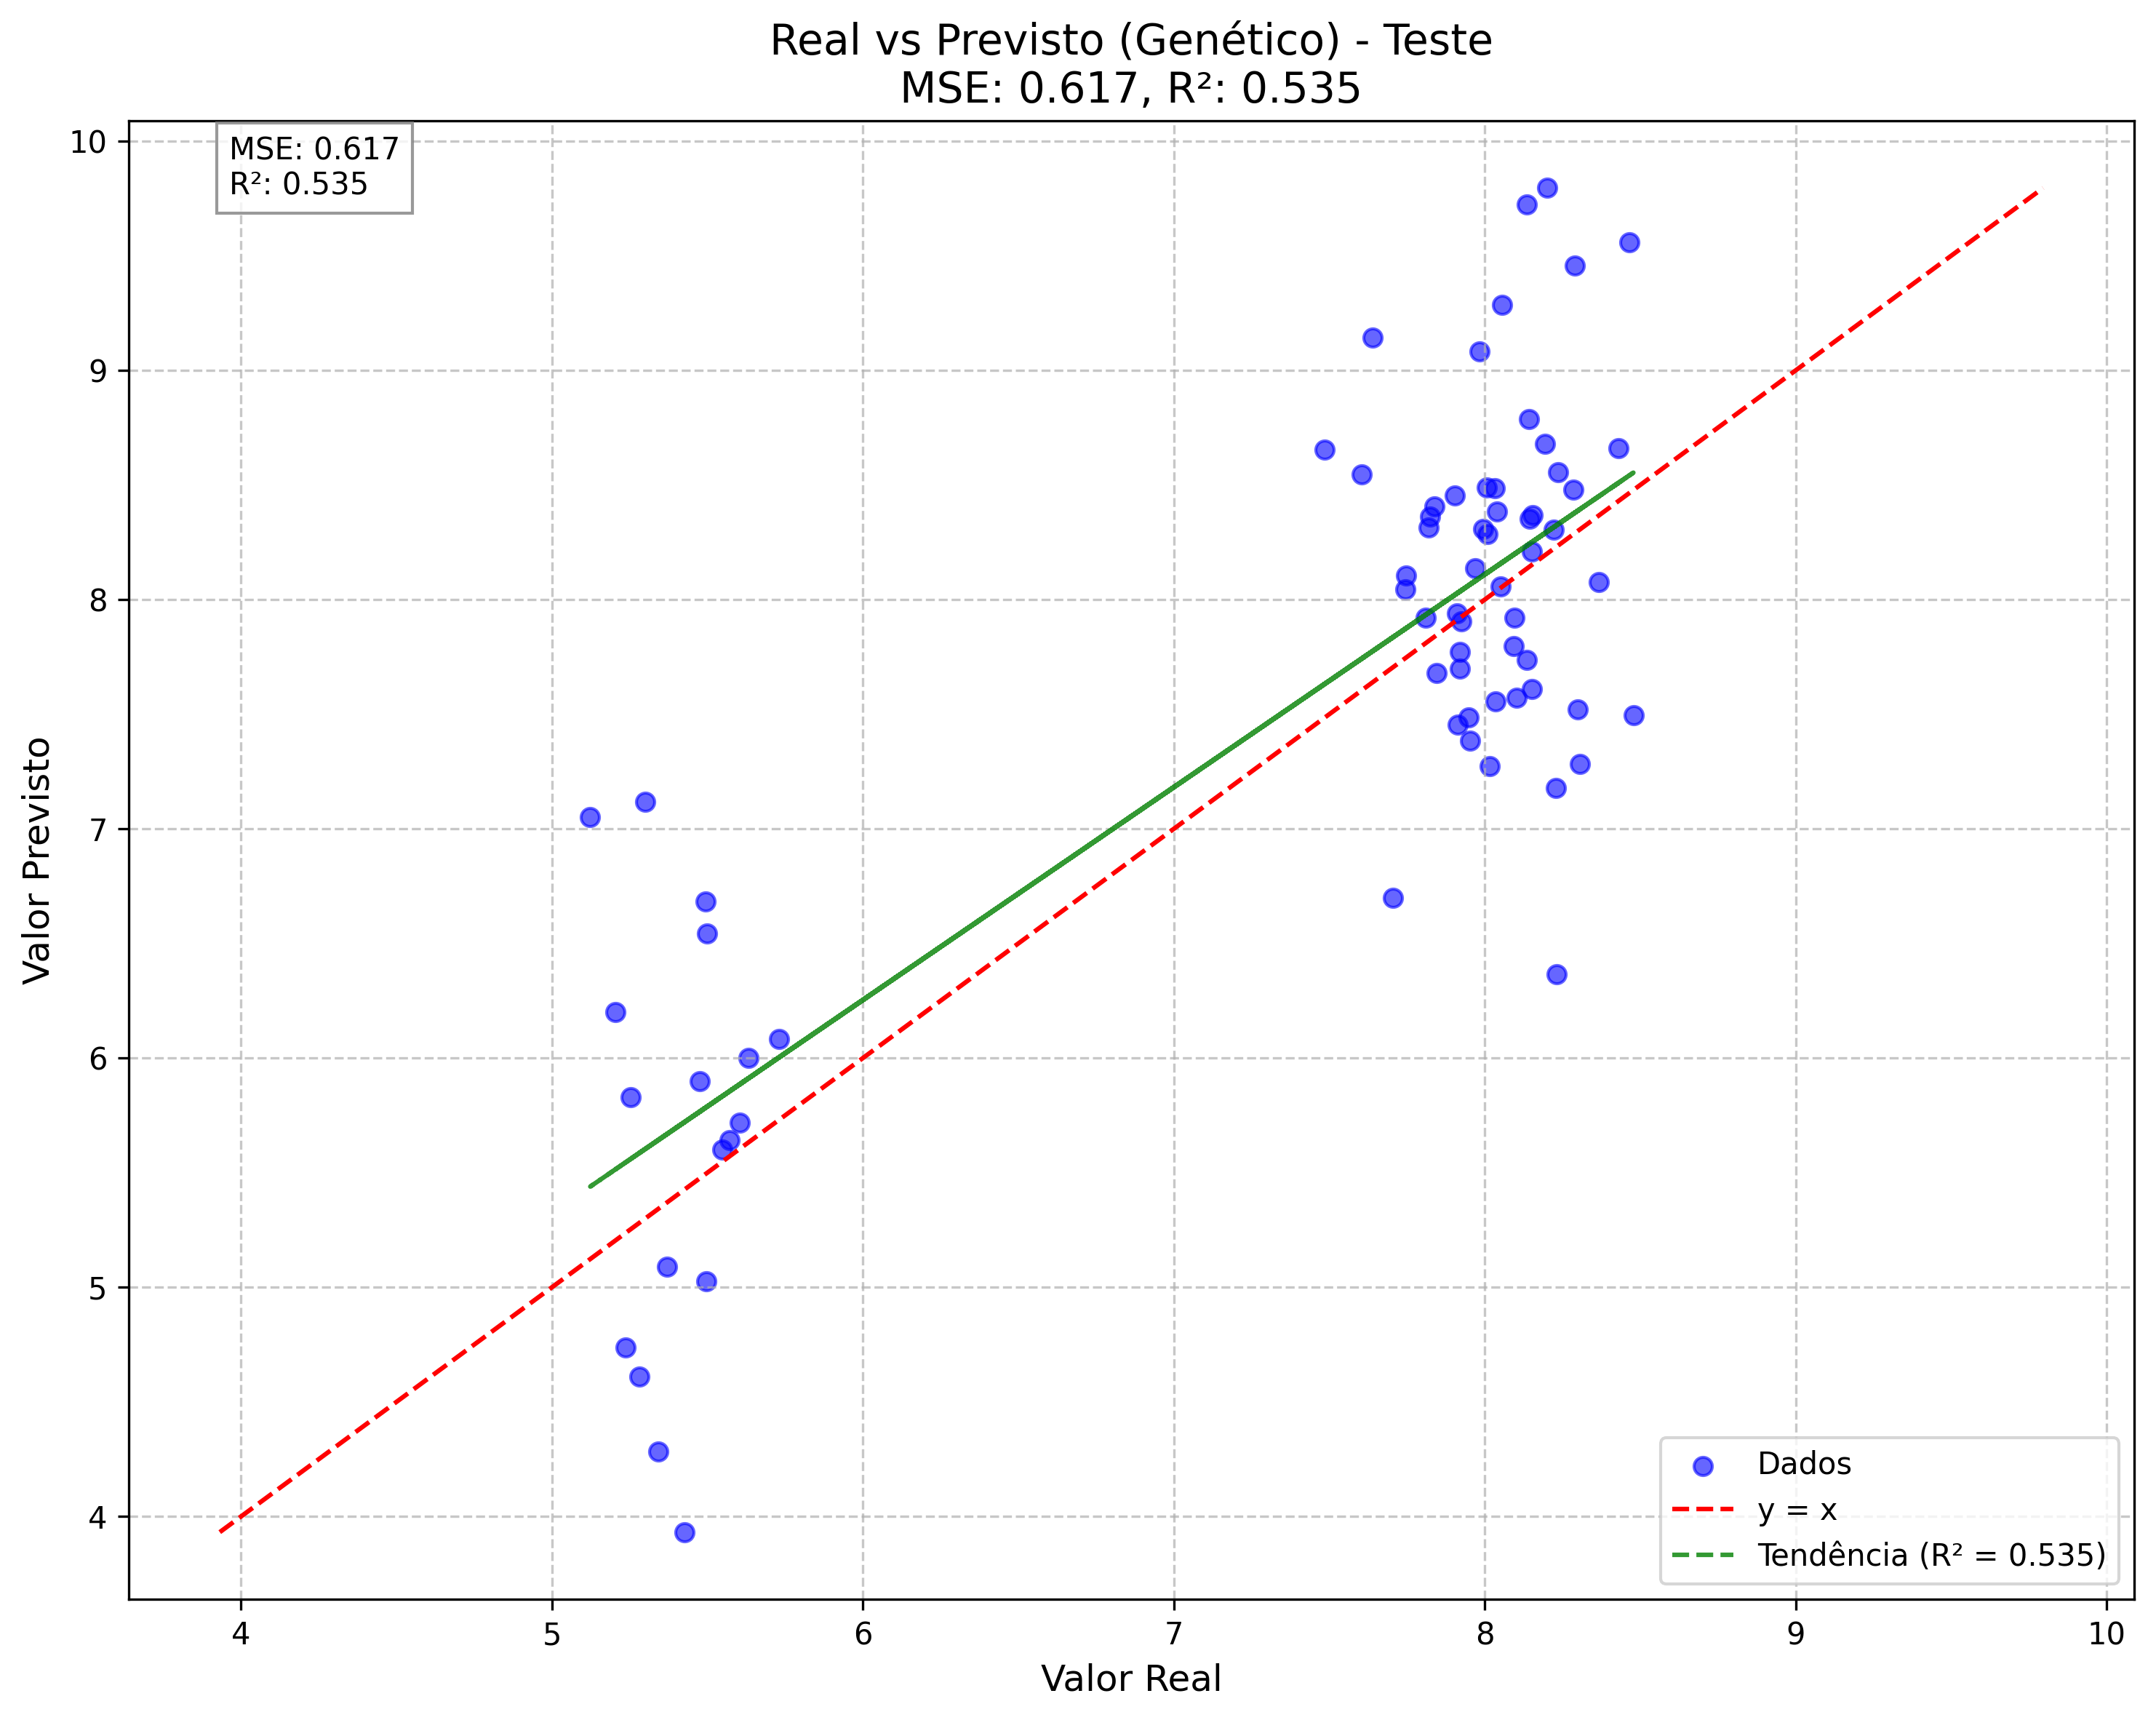 Real vs Previsto (Genético) - Teste
MSE: 0.617, R²: 0.535
MSE: 0.617
R²: 0.535
10
9
8
7
6
5
4
Valor Previsto
4
5
6
7
8
9
10
Valor Real
Dados
y = x
Tendência (R² = 0.535)